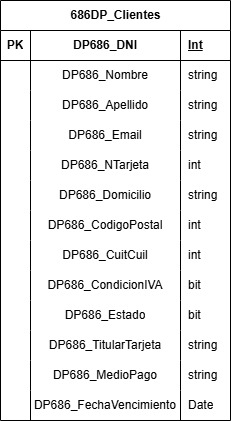 686DP_Clientes
PK DP686_DNI Int
DP686_Nombre string
DP686_Apellido string
DP686_Email string
DP686_NTarjeta int
DP686_Domicilio string
DP686_CodigoPostal int
DP686_CuitCuil int
DP686_CondicionIVA bit
DP686_Estado bit
DP686_TitularTarjeta string
DP686_MedioPago string
DP686_FechaVencimiento Date